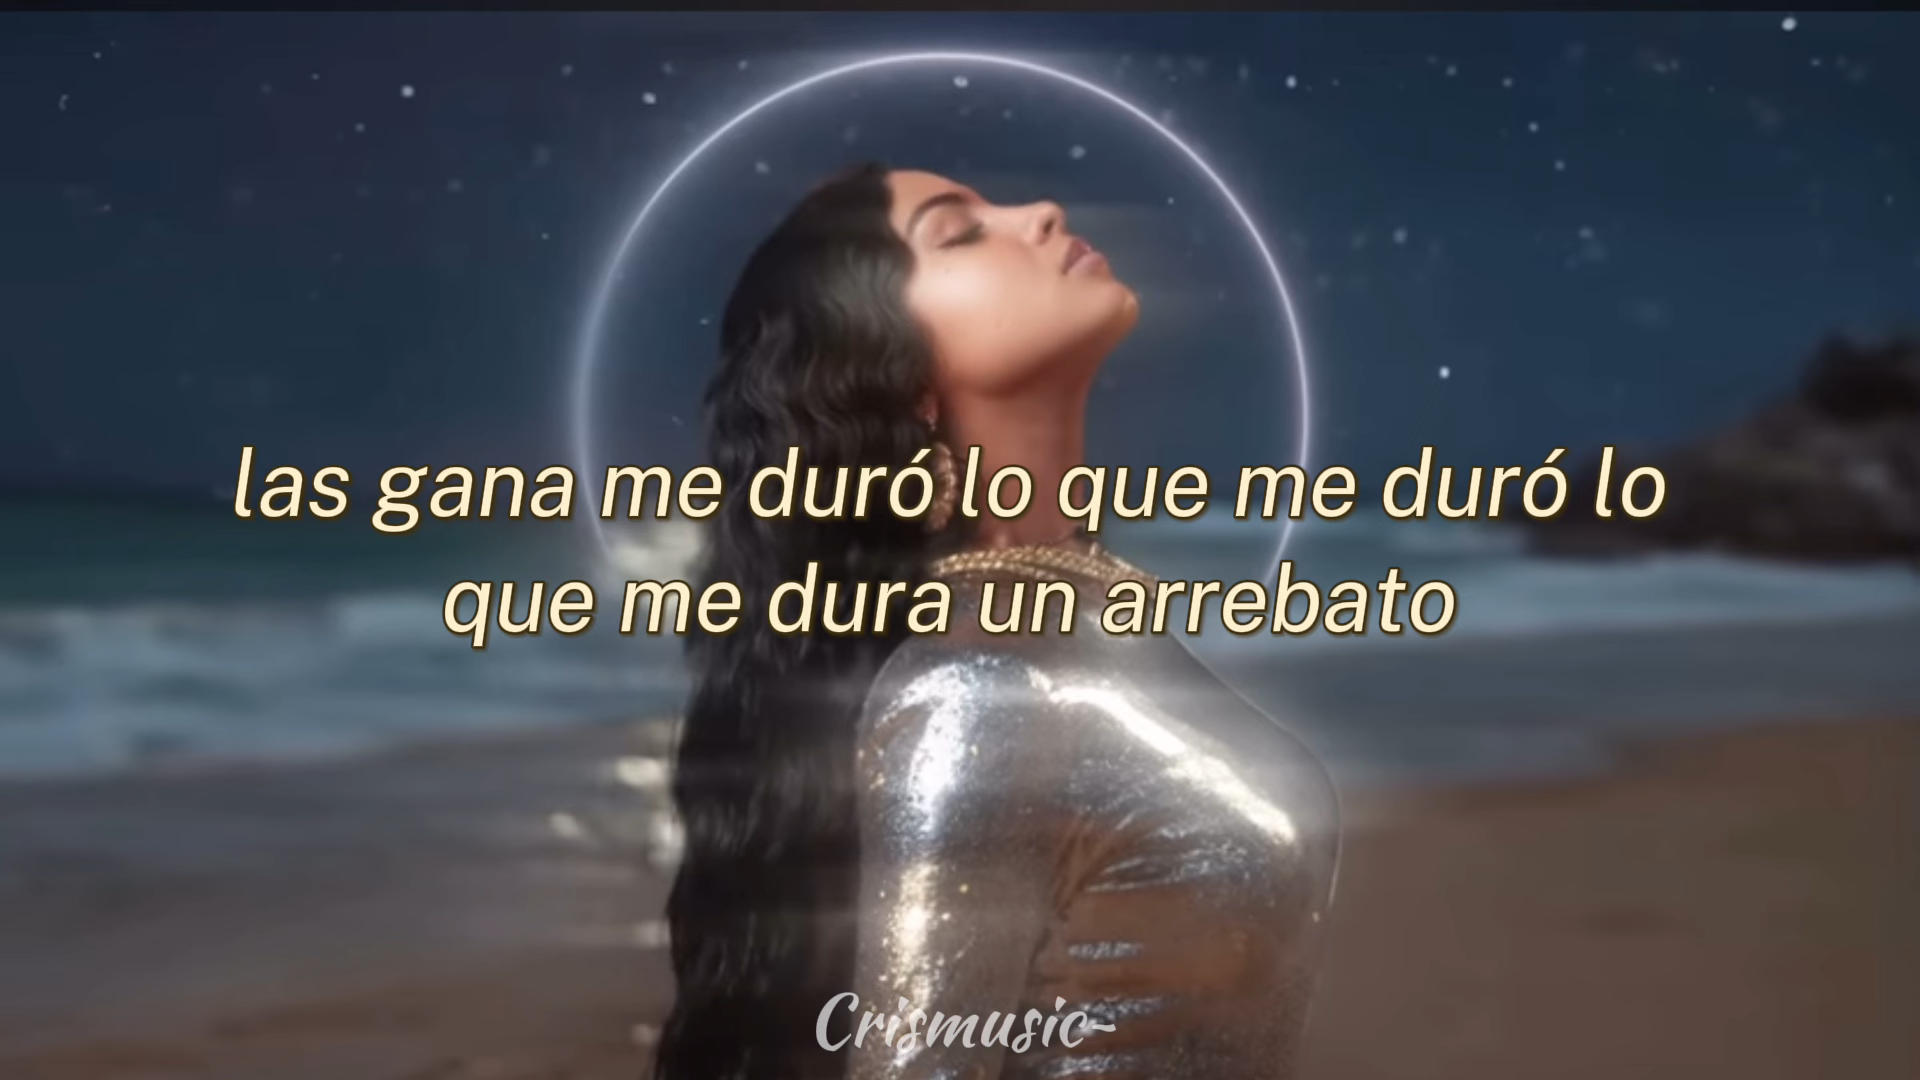 las gana me duró lo que me duró lo
que me dura un arrebato
Crismusic~